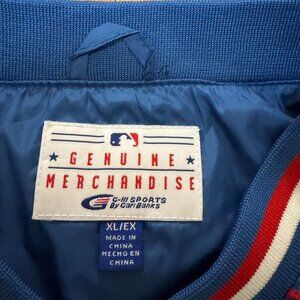 GENUINE
MERCHANDISE
G-III SPORTS
By Carl Banks
XL/EX
MADE IN
CHINA
HECHO EN
CHINA